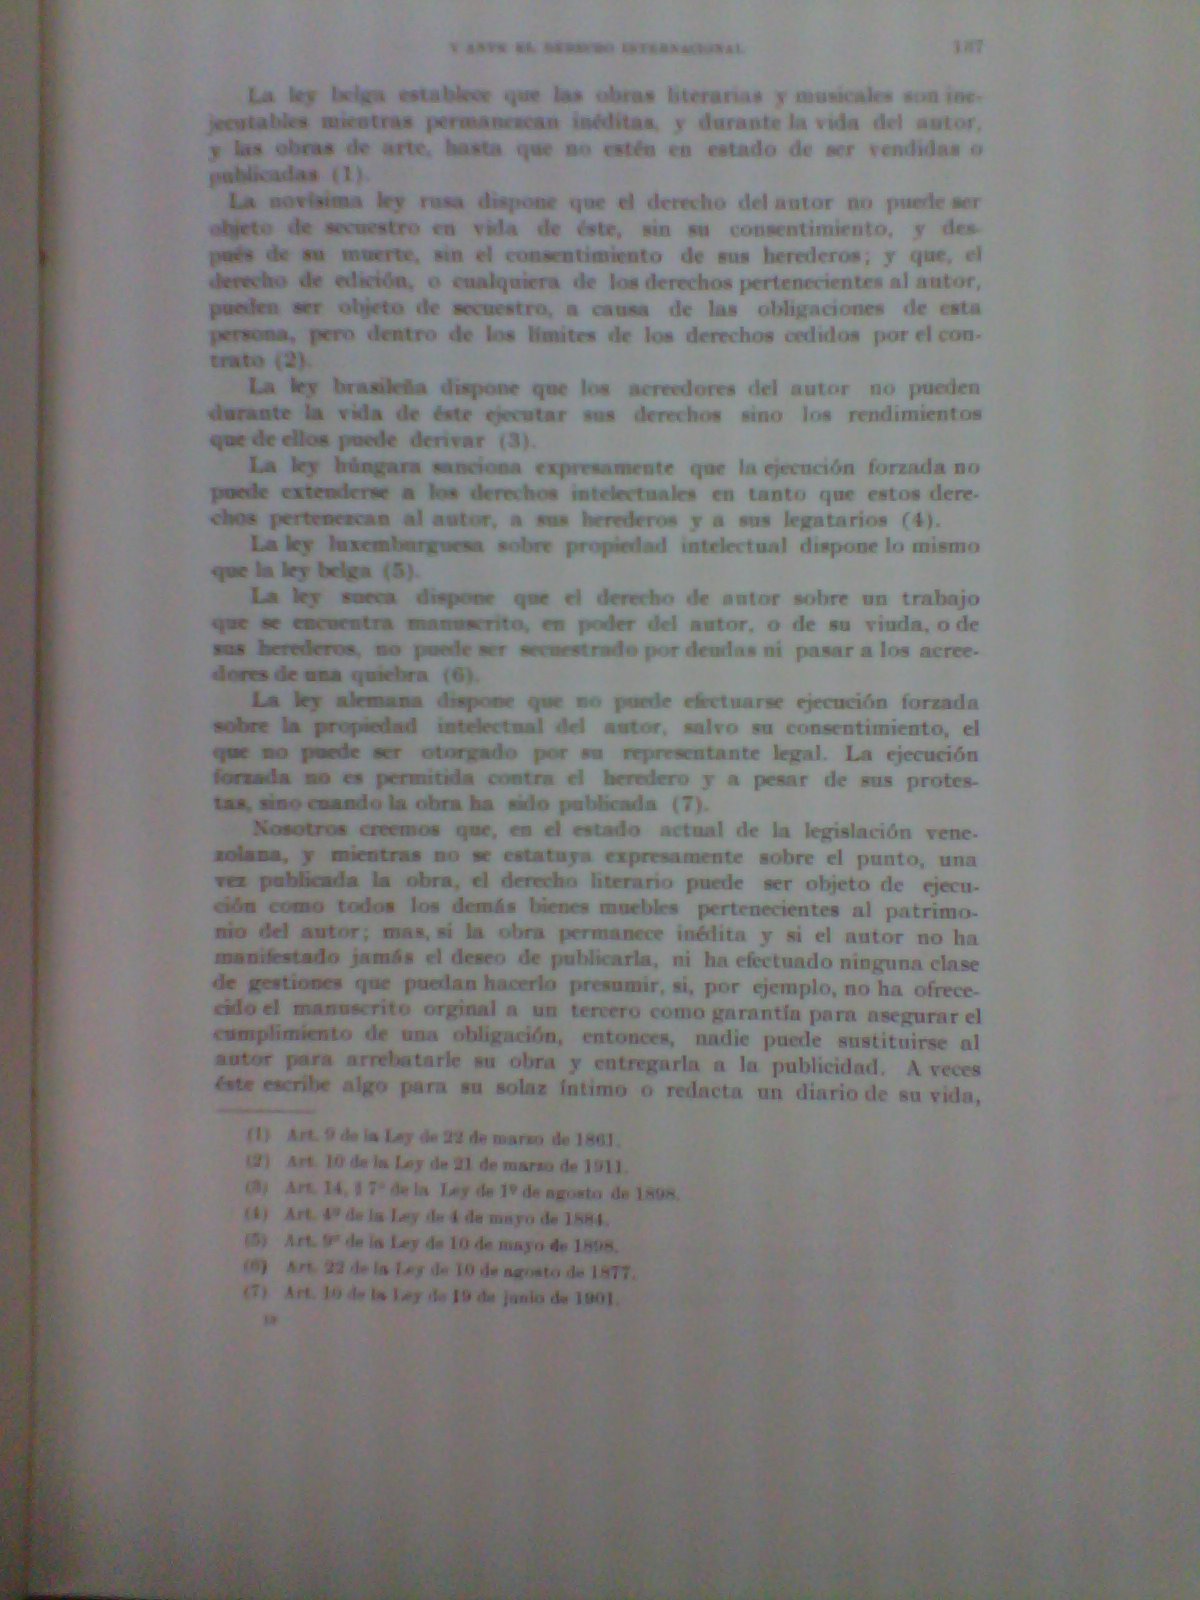 Y ANTE EL DERECHO INTERNACIONAL 137
La ley belga establece que las obras literarias y musicales son ine-
jecutables mientras permanezcan inéditas, y durante la vida del autor,
y las obras de arte, hasta que no estén en estado de ser vendidas o
publicadas (1).
La novísima ley rusa dispone que el derecho del autor no puede ser
objeto de secuestro en vida de éste, sin su consentimiento, y des-
pués de su muerte, sin el consentimiento de sus herederos; y que, el
derecho de edición, o cualquiera de los derechos pertenecientes al autor,
pueden ser objeto de secuestro, a causa de las obligaciones de esta
persona, pero dentro de los límites de los derechos cedidos por el con-
trato (2).
La ley brasileña dispone que los acreedores del autor no pueden
durante la vida de éste ejecutar sus derechos sino los rendimientos
que de ellos puede derivar (3).
La ley húngara sanciona expresamente que la ejecución forzada no
puede extenderse a los derechos intelectuales en tanto que estos dere-
chos pertenezcan al autor, a sus herederos y a sus legatarios (4).
La ley luxemburguesa sobre propiedad intelectual dispone lo mismo
que la ley belga (5).
La ley sueca dispone que el derecho de autor sobre un trabajo
que se encuentra manuscrito, en poder del autor, o de su viuda, o de
sus herederos, no puede ser secuestrado por deudas ni pasar a los acree-
dores de una quiebra (6).
La ley alemana dispone que no puede efectuarse ejecución forzada
sobre la propiedad intelectual del autor, salvo su consentimiento, el
que no puede ser otorgado por su representante legal. La ejecución
forzada no es permitida contra el heredero y a pesar de sus protes-
tas, sino cuando la obra ha sido publicada (7).
Nosotros creemos que, en el estado actual de la legislación vene-
zolana, y mientras no se estatuya expresamente sobre el punto, una
vez publicada la obra, el derecho literario puede ser objeto de ejecu-
ción como todos los demás bienes muebles pertenecientes al patrimo-
nio del autor; mas, si la obra permanece inédita y si el autor no ha
manifestado jamás el deseo de publicarla, ni ha efectuado ninguna clase
de gestiones que puedan hacerlo presumir, si, por ejemplo, no ha ofrece-
cido el manuscrito orginal a un tercero como garantía para asegurar el
cumplimiento de una obligación, entonces, nadie puede sustituirse al
autor para arrebatarle su obra y entregarla a la publicidad. A veces
éste escribe algo para su solaz íntimo o redacta un diario de su vida,
(1) Art. 9 de la Ley de 22 de marzo de 1861.
(2) Art. 10 de la Ley de 21 de marzo de 1911.
(3) Art. 14, § 7º de la Ley de 1º de agosto de 1898.
(4) Art. 4º de la Ley de 4 de mayo de 1884.
(5) Art. 9º de la Ley de 10 de mayo de 1898.
(6) Art. 22 de la Ley de 10 de agosto de 1877.
(7) Art. 10 de la Ley de 19 de junio de 1901.